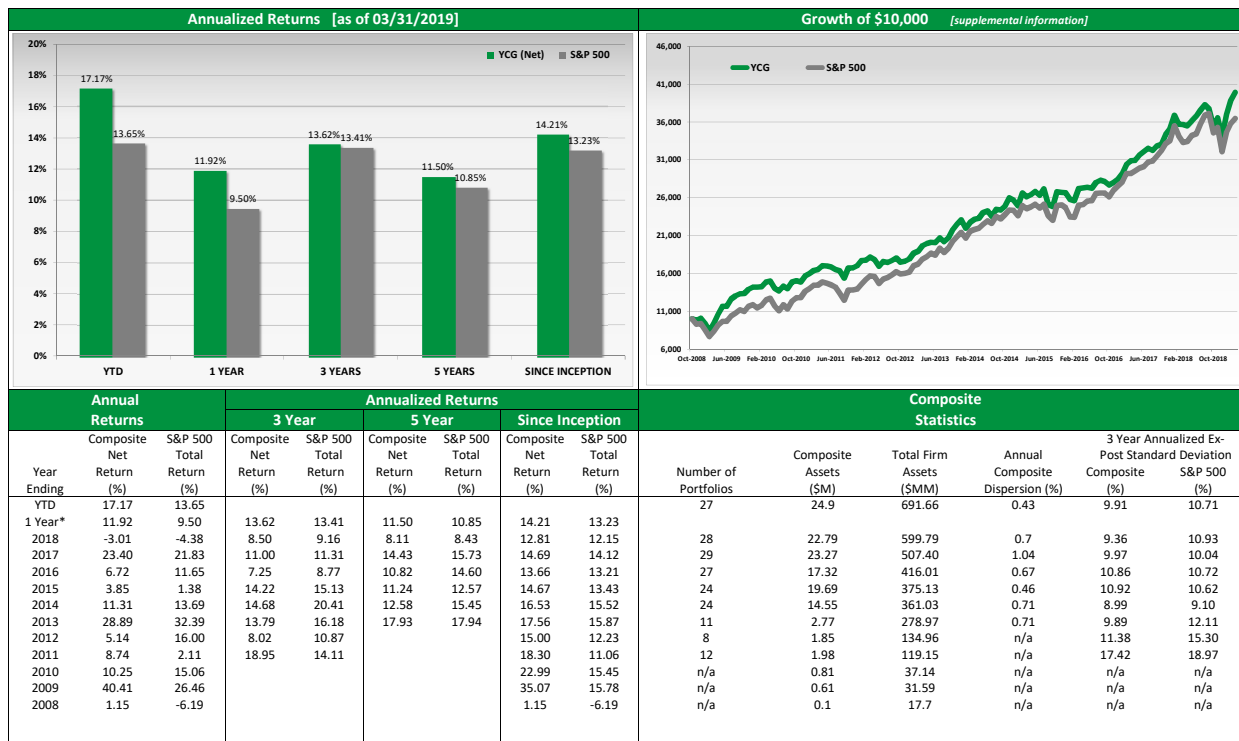 Annualized Returns [as of 03/31/2019]
20%
18%
16%
14%
12%
10%
8%
6%
4%
2%
0%
YCG (Net) S&P 500
17.17%
13.65%
11.92%
9.50%
13.62%
13.41%
11.50%
10.85%
14.21%
13.23%
YTD 1 YEAR 3 YEARS 5 YEARS SINCE INCEPTION
Growth of $10,000 [supplemental information]
46,000
41,000
36,000
31,000
26,000
21,000
16,000
11,000
6,000
YCG S&P 500
Oct-2008 Jun-2009 Feb-2010 Oct-2010 Jun-2011 Feb-2012 Oct-2012 Jun-2013 Feb-2014 Oct-2014 Jun-2015 Feb-2016 Oct-2016 Jun-2017 Feb-2018 Oct-2018
Annual Annualized Returns Composite
Returns 3 Year 5 Year Since Inception Statistics
Composite S&P 500 Composite S&P 500 Composite S&P 500 Composite S&P 500 3 Year Annualized Ex-
Net Total Net Total Net Total Net Total Composite Total Firm Annual Post Standard Deviation
Year Return Return Return Return Return Return Return Return Number of Assets Assets Composite Composite S&P 500
Ending (%) (%) (%) (%) (%) (%) (%) (%) Portfolios ($M) ($MM) Dispersion (%) (%) (%)
YTD 17.17 13.65 27 24.9 691.66 0.43 9.91 10.71
1 Year* 11.92 9.50 13.62 13.41 11.50 10.85 14.21 13.23
2018 -3.01 -4.38 8.50 9.16 8.11 8.43 12.81 12.15 28 22.79 599.79 0.7 9.36 10.93
2017 23.40 21.83 11.00 11.31 14.43 15.73 14.69 14.12 29 23.27 507.40 1.04 9.97 10.04
2016 6.72 11.65 7.25 8.77 10.82 14.60 13.66 13.21 27 17.32 416.01 0.67 10.86 10.72
2015 3.85 1.38 14.22 15.13 11.24 12.57 14.67 13.43 24 19.69 375.13 0.46 10.92 10.62
2014 11.31 13.69 14.68 20.41 12.58 15.45 16.53 15.52 24 14.55 361.03 0.71 8.99 9.10
2013 28.89 32.39 13.79 16.18 17.93 17.94 17.56 15.87 11 2.77 278.97 0.71 9.89 12.11
2012 5.14 16.00 8.02 10.87 15.00 12.23 8 1.85 134.96 n/a 11.38 15.30
2011 8.74 2.11 18.95 14.11 18.30 11.06 12 1.98 119.15 n/a 17.42 18.97
2010 10.25 15.06 22.99 15.45 n/a 0.81 37.14 n/a n/a n/a
2009 40.41 26.46 35.07 15.78 n/a 0.61 31.59 n/a n/a n/a
2008 1.15 -6.19 1.15 -6.19 n/a 0.1 17.7 n/a n/a n/a